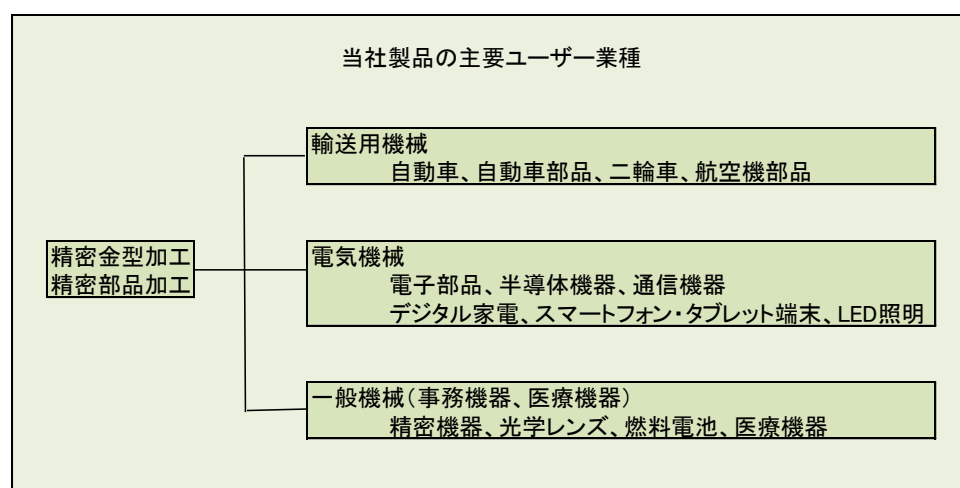 当社製品の主要ユーザー業種
輸送用機械
自動車、自動車部品、二輪車、航空機部品
精密金型加工
精密部品加工
電気機械
電子部品、半導体機器、通信機器
デジタル家電、スマートフォン・タブレット端末、LED照明
一般機械(事務機器、医療機器)
精密機器、光学レンズ、燃料電池、医療機器